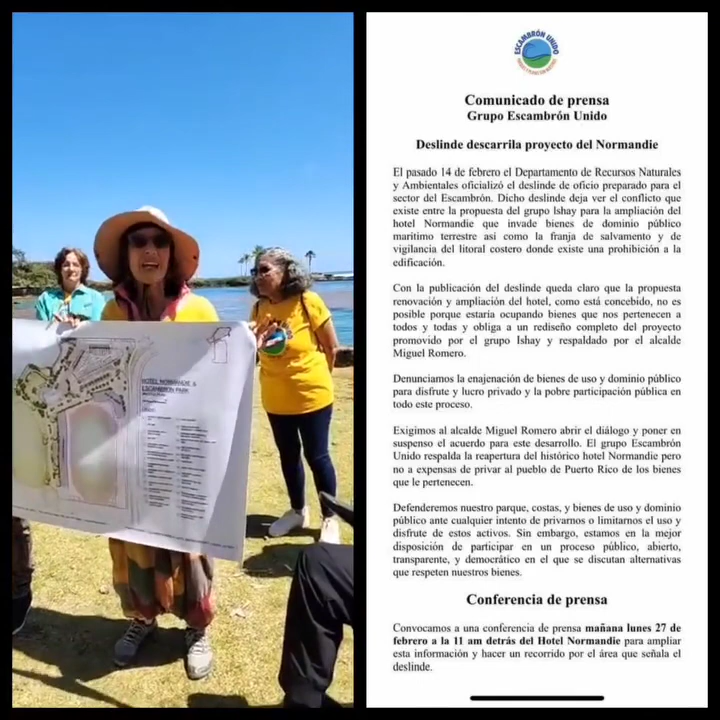 HOTEL NORMANDIE &
ESCAMBRON PARK
ESCAMBRÓN UNIDO
Comunicado de prensa
Grupo Escambrón Unido
Deslinde descarrila proyecto del Normandie
El pasado 14 de febrero el Departamento de Recursos Naturales
y Ambientales oficializó el deslinde de oficio preparado para el
sector del Escambrón. Dicho deslinde deja ver el conflicto que
existe entre la propuesta del grupo Ishay para la ampliación del
hotel Normandie que invade bienes de dominio público
marítimo terrestre asi como la franja de salvamento y de
vigilancia del litoral costero donde existe una prohibición a la
edificación.
Con la publicación del deslinde queda claro que la propuesta
renovación y ampliación del hotel, como está concebido, no es
posible porque estaría ocupando bienes que nos pertenecen a
todos y todas y obliga a un rediseño completo del proyecto
promovido por el grupo Ishay y respaldado por el alcalde
Miguel Romero.
Denunciamos la enajenación de bienes de uso y dominio público
para disfrute y lucro privado y la pobre participación pública en
todo este proceso.
Exigimos al alcalde Miguel Romero abrir el diálogo y poner en
suspenso el acuerdo para este desarrollo. El grupo Escambrón
Unido respalda la reapertura del histórico hotel Normandie pero
no a expensas de privar al pueblo de Puerto Rico de los bienes
que le pertenecen.
Defenderemos nuestro parque, costas, y bienes de uso y dominio
público ante cualquier intento de privarnos o limitarnos el uso y
disfrute de estos activos. Sin embargo, estamos en la mejor
disposición de participar en un proceso público, abierto,
transparente, y democrático en el que se discutan alternativas
que respeten nuestros bienes.
Conferencia de prensa
Convocamos a una conferencia de prensa mañana lunes 27 de
febrero a la 11 am detrás del Hotel Normandie para ampliar
esta información y hacer un recorrido por el área que señala el
deslinde.